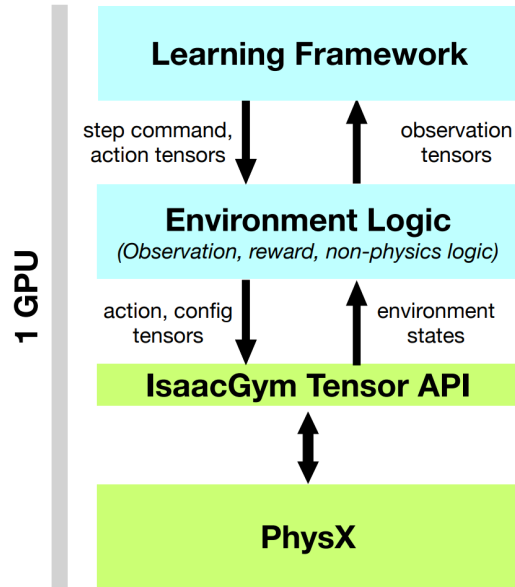 Learning Framework
step command,
action tensors
observation
tensors
Environment Logic
(Observation, reward, non-physics logic)
action, config
tensors
environment
states
IsaacGym Tensor API
PhysX
1 GPU